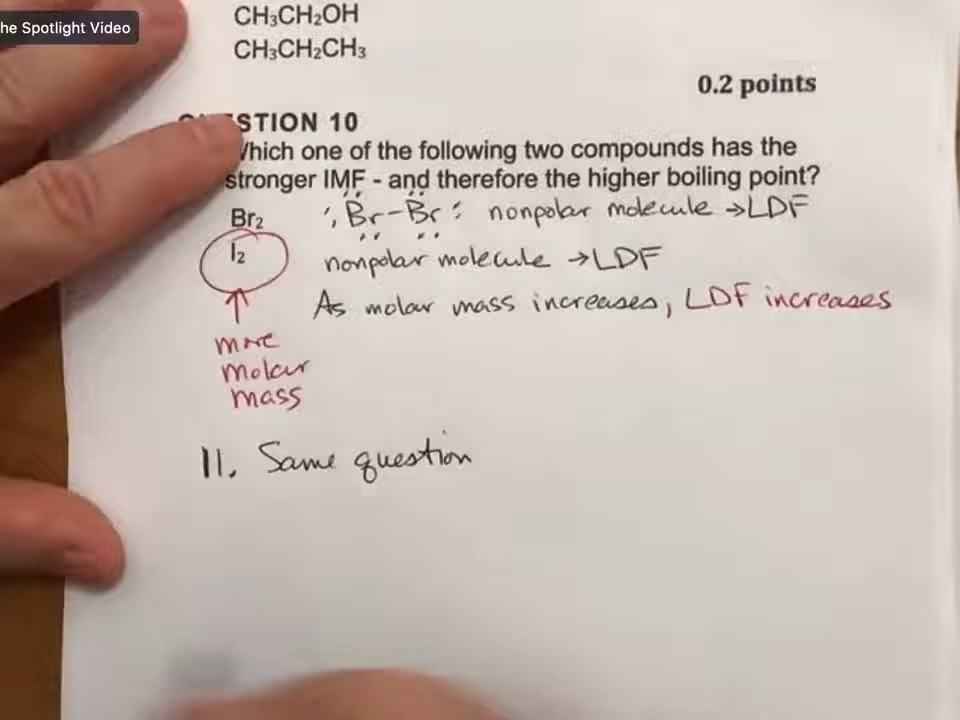 he Spotlight Video
CH₃CH₂OH
CH₃CH₂CH₃
0.2 points
STION 10
Which one of the following two compounds has the
stronger IMF - and therefore the higher boiling point?
Br₂ :Br-Br: nonpolar molecule →LDF
I₂ nonpolar molecule →LDF
As molar mass increases, LDF increases
more
molar
mass
11. Same question